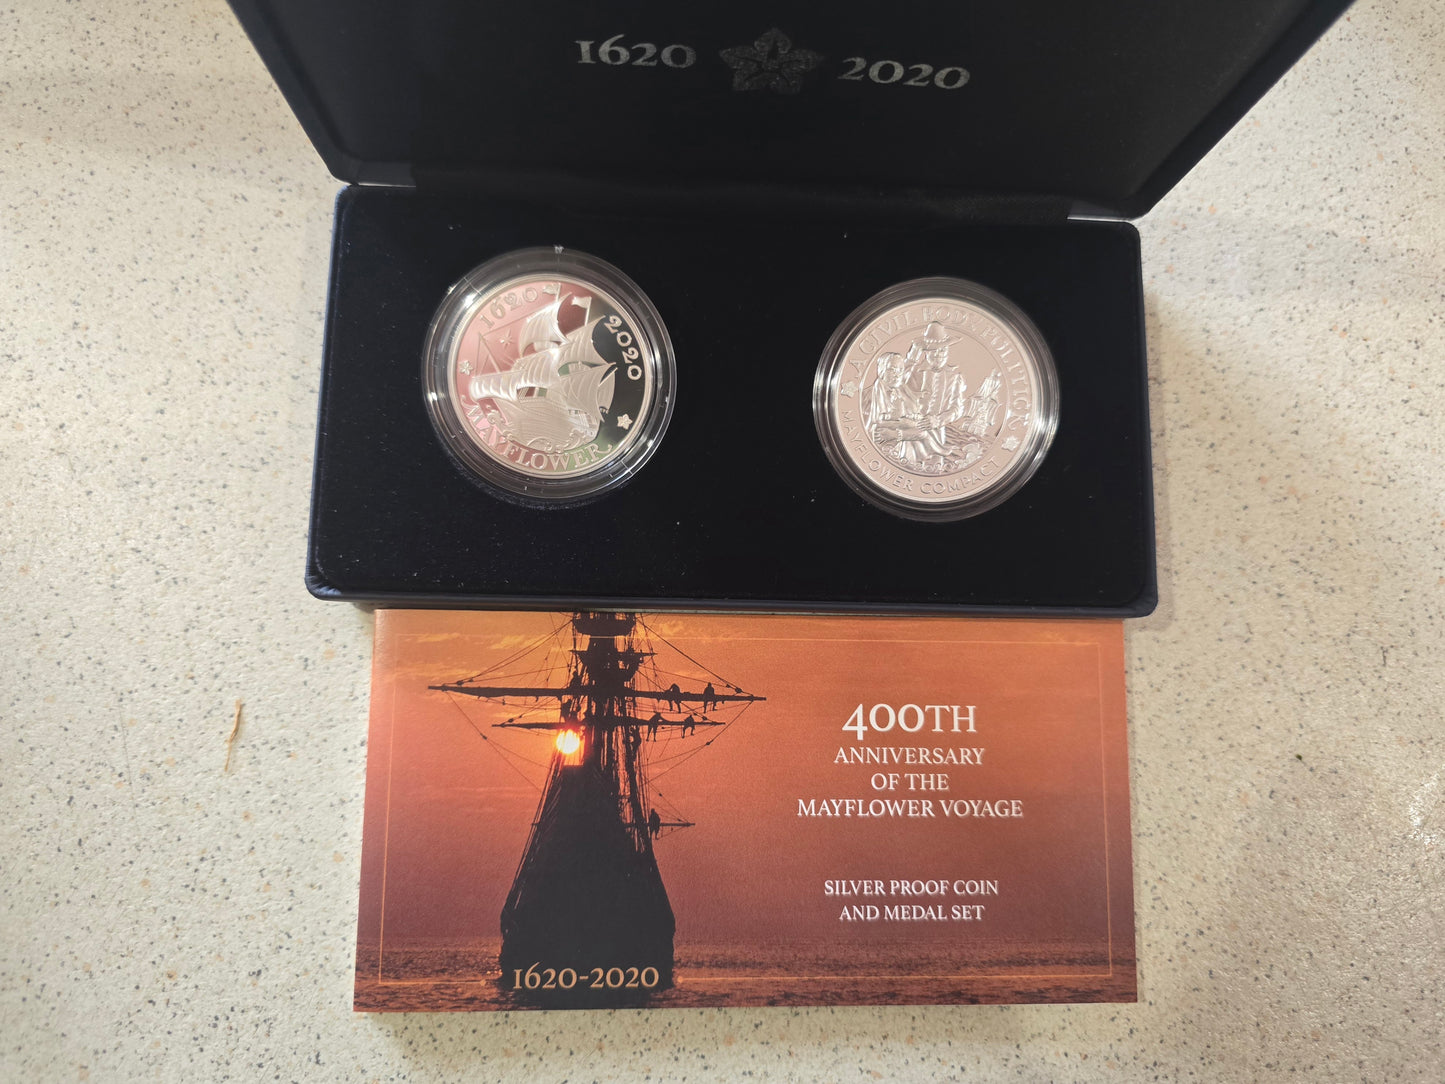 1620 2020
1620
2020
MAYFLOWER
A CIVIL BODY POLITICK
MAYFLOWER COMPACT
400TH
ANNIVERSARY
OF THE
MAYFLOWER VOYAGE
SILVER PROOF COIN
AND MEDAL SET
1620-2020